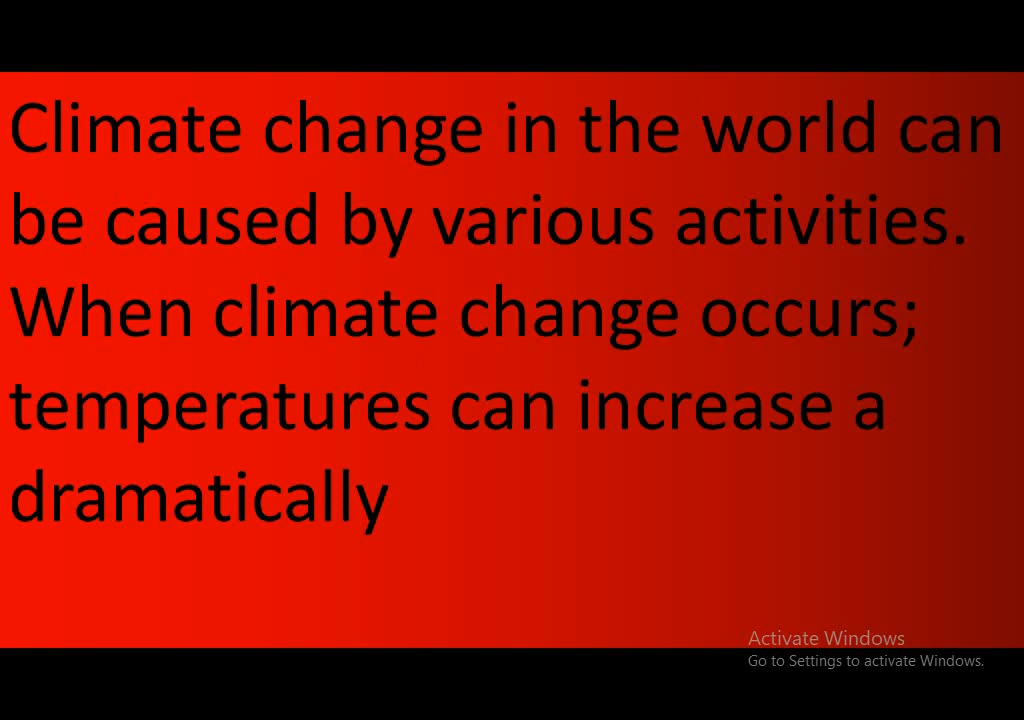 Climate change in the world can
be caused by various activities.
When climate change occurs;
temperatures can increase a
dramatically
Activate Windows
Go to Settings to activate Windows.